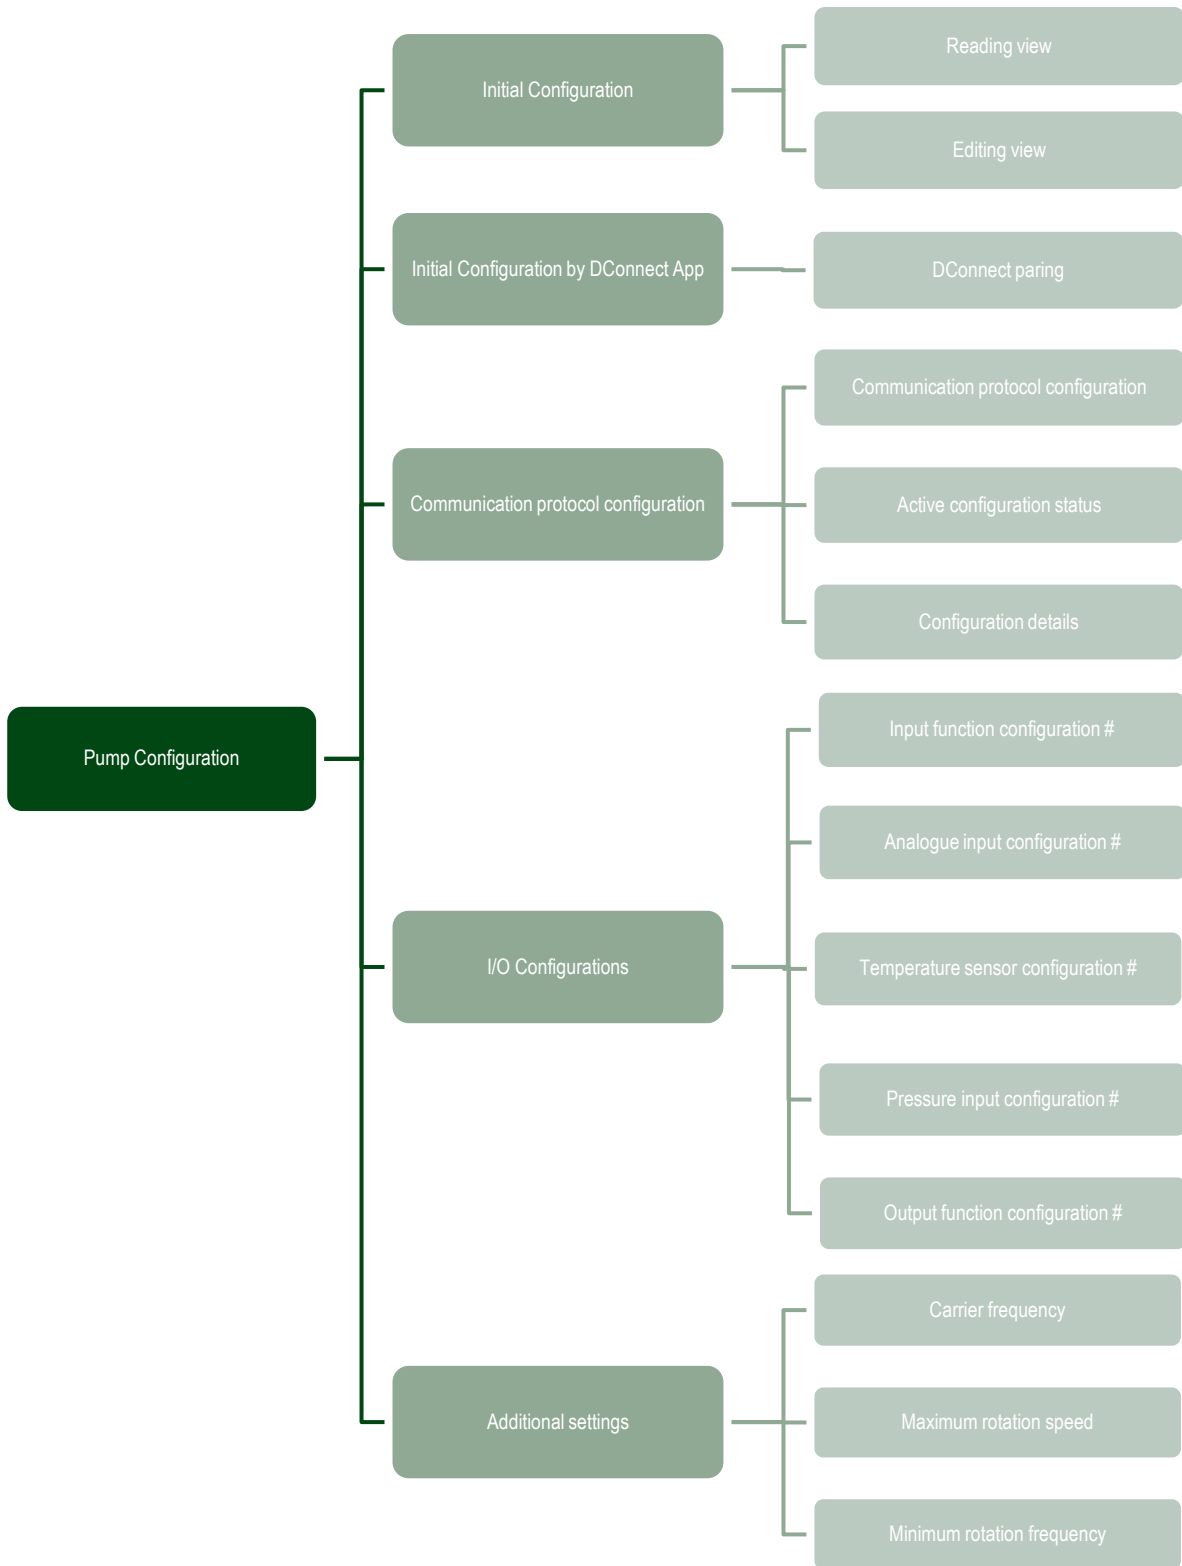 Pump Configuration
Initial Configuration
Reading view
Editing view
Initial Configuration by DConnect App
DConnect paring
Communication protocol configuration
Communication protocol configuration
Active configuration status
Configuration details
I/O Configurations
Input function configuration #
Analogue input configuration #
Temperature sensor configuration #
Pressure input configuration #
Output function configuration #
Additional settings
Carrier frequency
Maximum rotation speed
Minimum rotation frequency